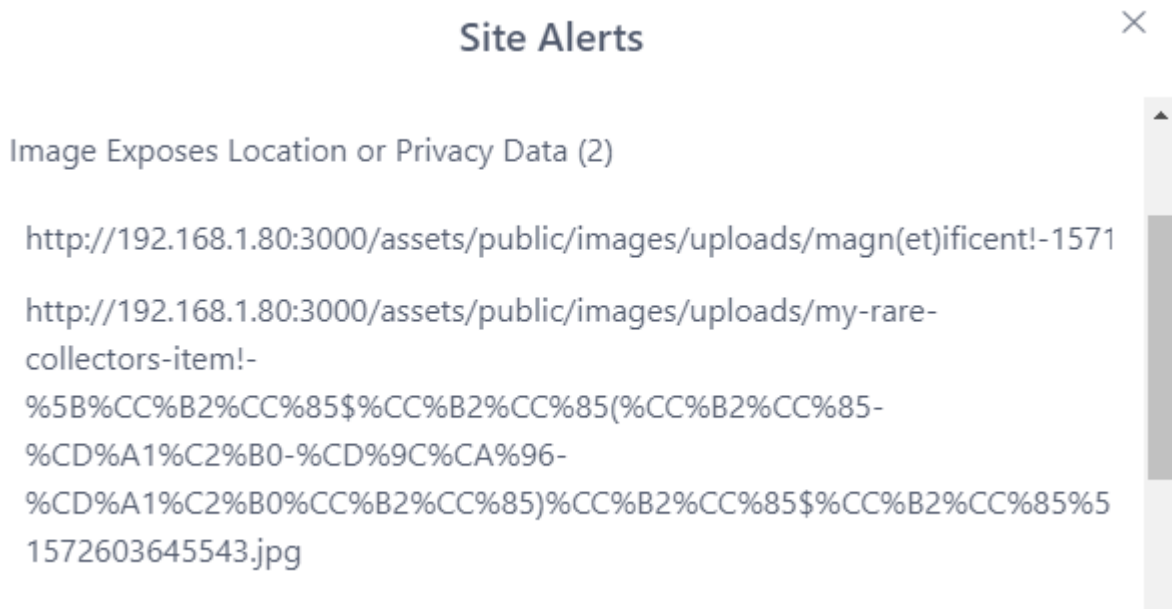 Site Alerts
Image Exposes Location or Privacy Data (2)
http://192.168.1.80:3000/assets/public/images/uploads/magn(et)ificent!-1571
http://192.168.1.80:3000/assets/public/images/uploads/my-rare-
collectors-item!-
%5B%CC%B2%CC%85$%CC%B2%CC%85(%CC%B2%CC%85-
%CD%A1%C2%B0-%CD%9C%CA%96-
%CD%A1%C2%B0%CC%B2%CC%85)%CC%B2%CC%85$%CC%B2%CC%85%5
1572603645543.jpg